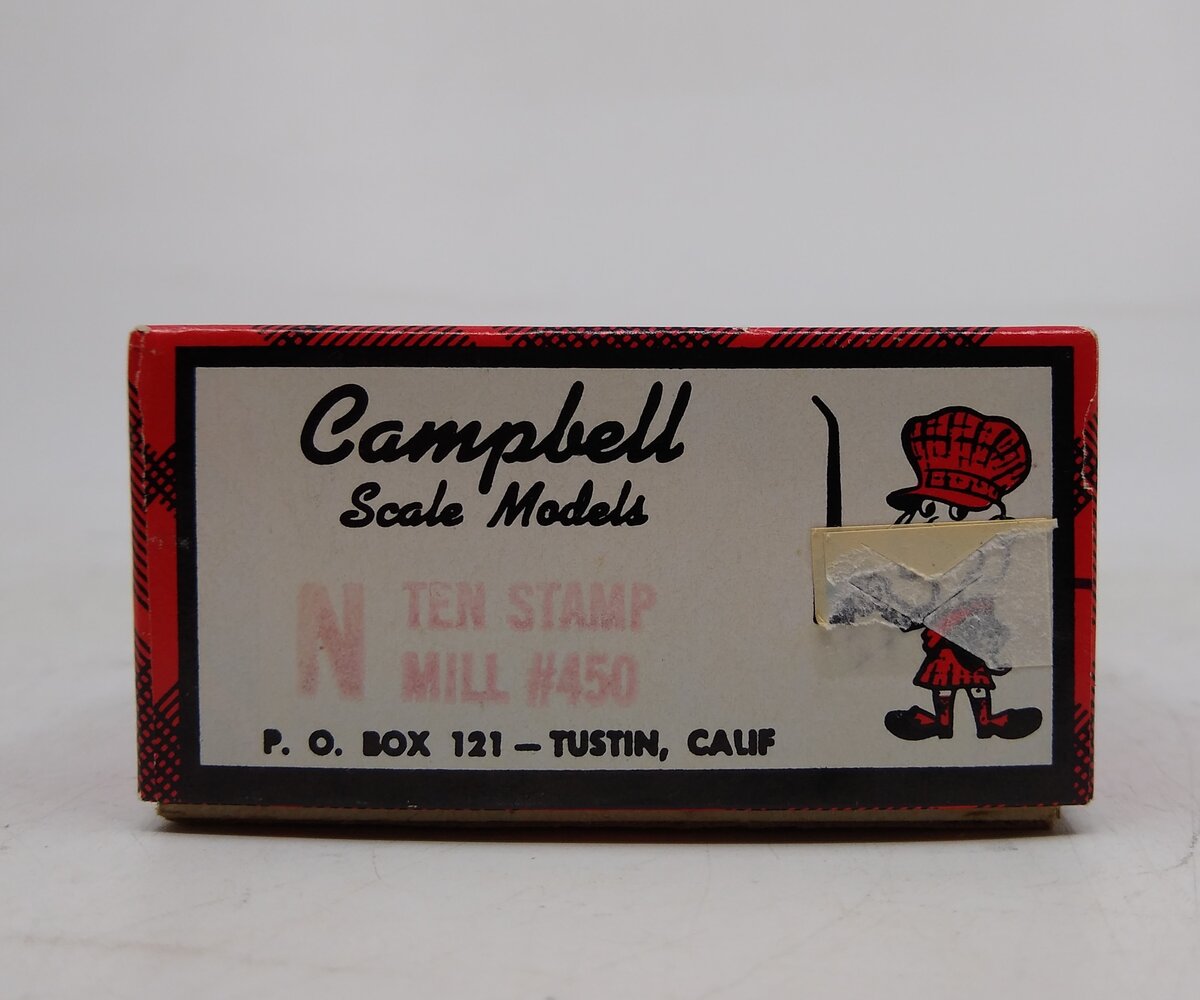 Campbell
Scale Models
N TEN STAMP
MILL #450
P. O. BOX 121 – TUSTIN, CALIF